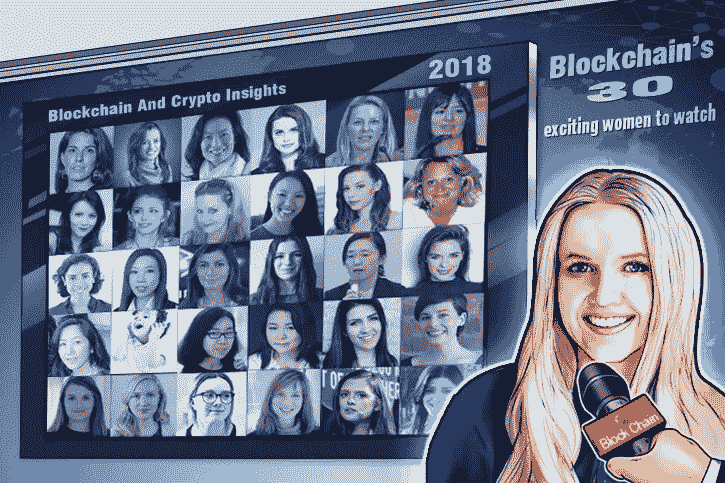 Blockchain And Crypto Insights
2018
Blockchain's
30
exciting women to watch
Block Chain